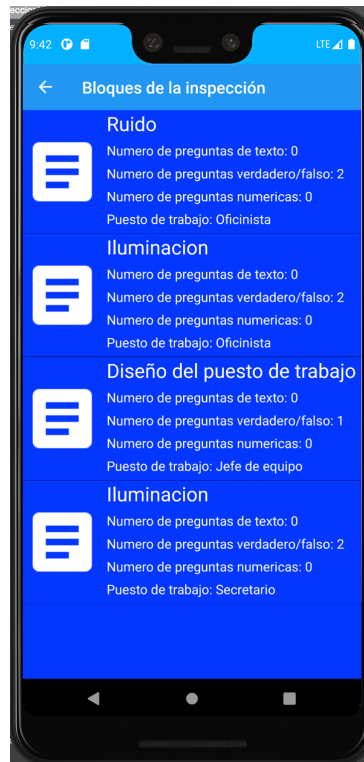 9:42
LTE
Bloques de la inspección
Ruido
Numero de preguntas de texto: 0
Numero de preguntas verdadero/falso: 2
Numero de preguntas numericas: 0
Puesto de trabajo: Oficinista
Iluminacion
Numero de preguntas de texto: 0
Numero de preguntas verdadero/falso: 2
Numero de preguntas numericas: 0
Puesto de trabajo: Oficinista
Diseño del puesto de trabajo
Numero de preguntas de texto: 0
Numero de preguntas verdadero/falso: 1
Numero de preguntas numericas: 0
Puesto de trabajo: Jefe de equipo
Iluminacion
Numero de preguntas de texto: 0
Numero de preguntas verdadero/falso: 2
Numero de preguntas numericas: 0
Puesto de trabajo: Secretario